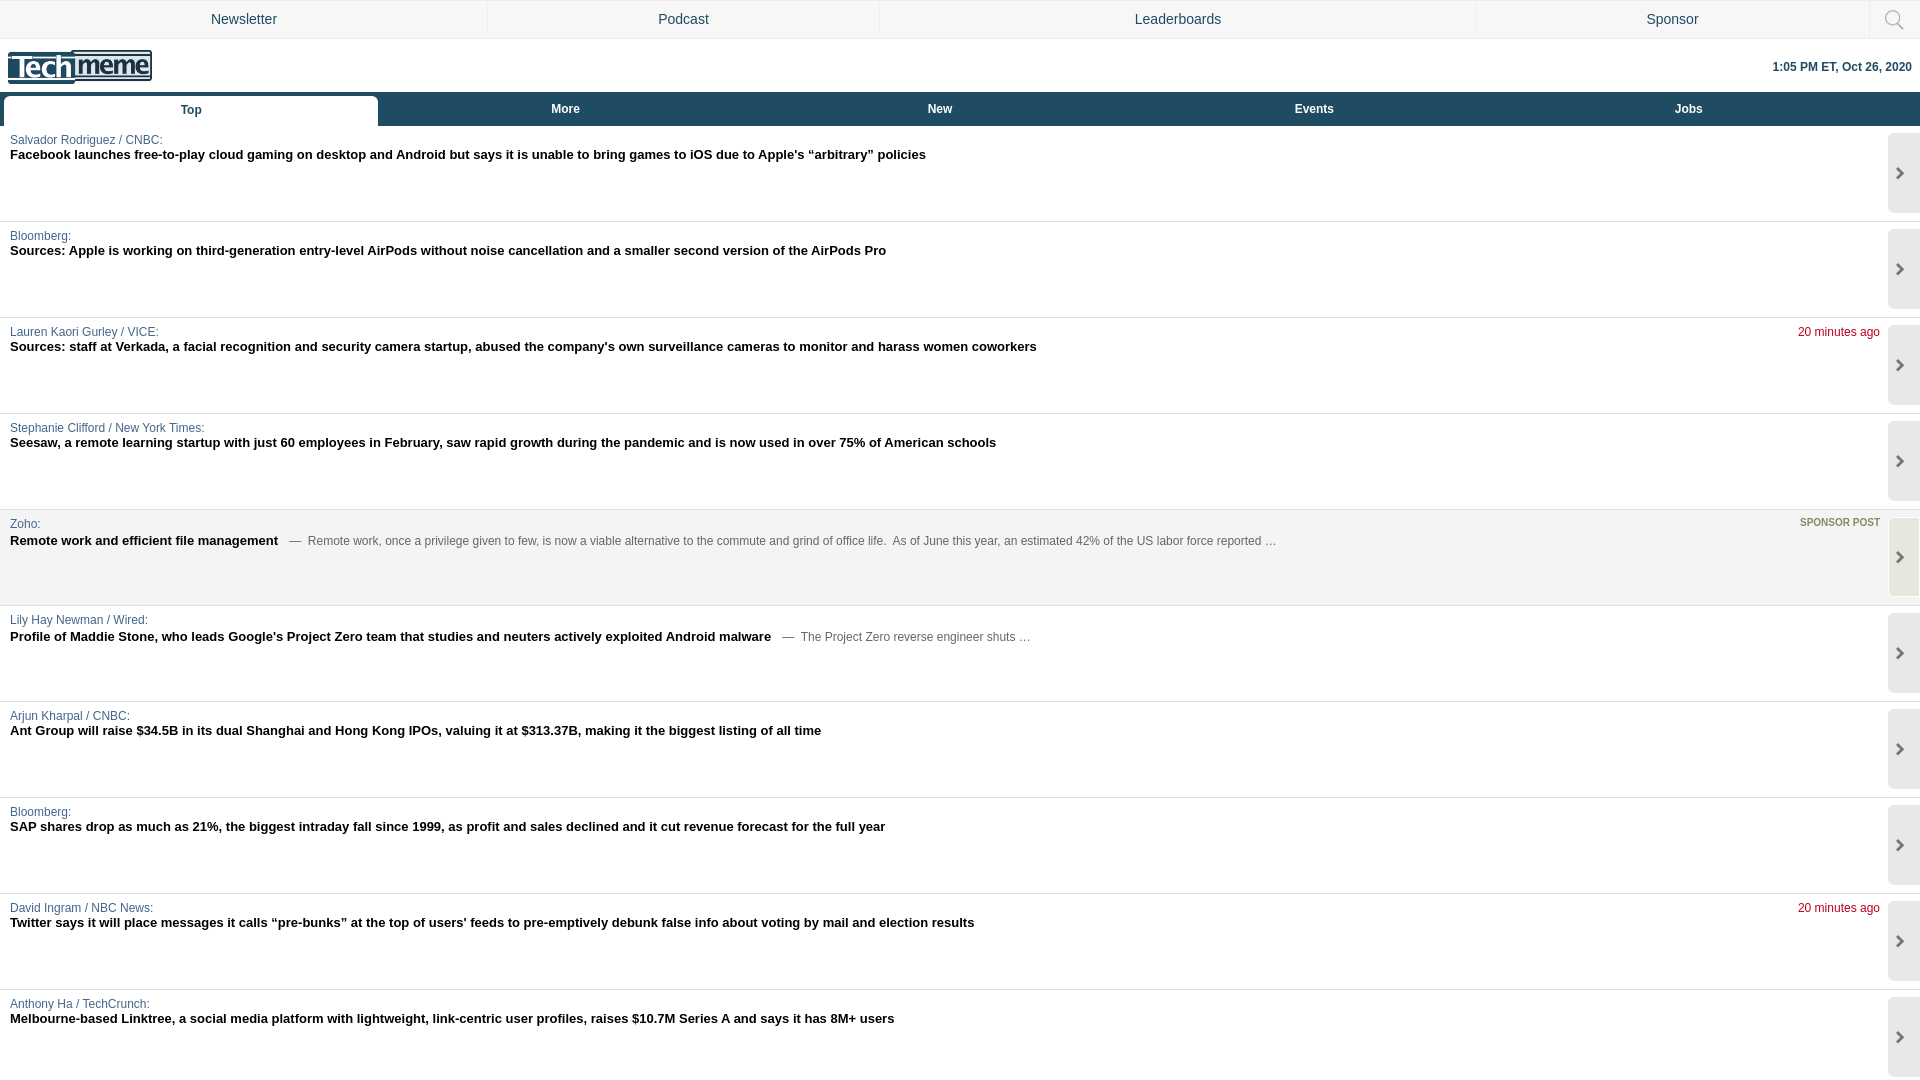 Newsletter
Podcast
Leaderboards
Sponsor
Techmeme
1:05 PM ET, Oct 26, 2020
Top
More
New
Events
Jobs
Salvador Rodriguez / CNBC:
Facebook launches free-to-play cloud gaming on desktop and Android but says it is unable to bring games to iOS due to Apple's “arbitrary” policies
Bloomberg:
Sources: Apple is working on third-generation entry-level AirPods without noise cancellation and a smaller second version of the AirPods Pro
Lauren Kaori Gurley / VICE:
20 minutes ago
Sources: staff at Verkada, a facial recognition and security camera startup, abused the company's own surveillance cameras to monitor and harass women coworkers
Stephanie Clifford / New York Times:
Seesaw, a remote learning startup with just 60 employees in February, saw rapid growth during the pandemic and is now used in over 75% of American schools
Zoho:
SPONSOR POST
Remote work and efficient file management — Remote work, once a privilege given to few, is now a viable alternative to the commute and grind of office life. As of June this year, an estimated 42% of the US labor force reported …
Lily Hay Newman / Wired:
Profile of Maddie Stone, who leads Google's Project Zero team that studies and neuters actively exploited Android malware — The Project Zero reverse engineer shuts …
Arjun Kharpal / CNBC:
Ant Group will raise $34.5B in its dual Shanghai and Hong Kong IPOs, valuing it at $313.37B, making it the biggest listing of all time
Bloomberg:
SAP shares drop as much as 21%, the biggest intraday fall since 1999, as profit and sales declined and it cut revenue forecast for the full year
David Ingram / NBC News:
20 minutes ago
Twitter says it will place messages it calls “pre-bunks” at the top of users' feeds to pre-emptively debunk false info about voting by mail and election results
Anthony Ha / TechCrunch:
Melbourne-based Linktree, a social media platform with lightweight, link-centric user profiles, raises $10.7M Series A and says it has 8M+ users